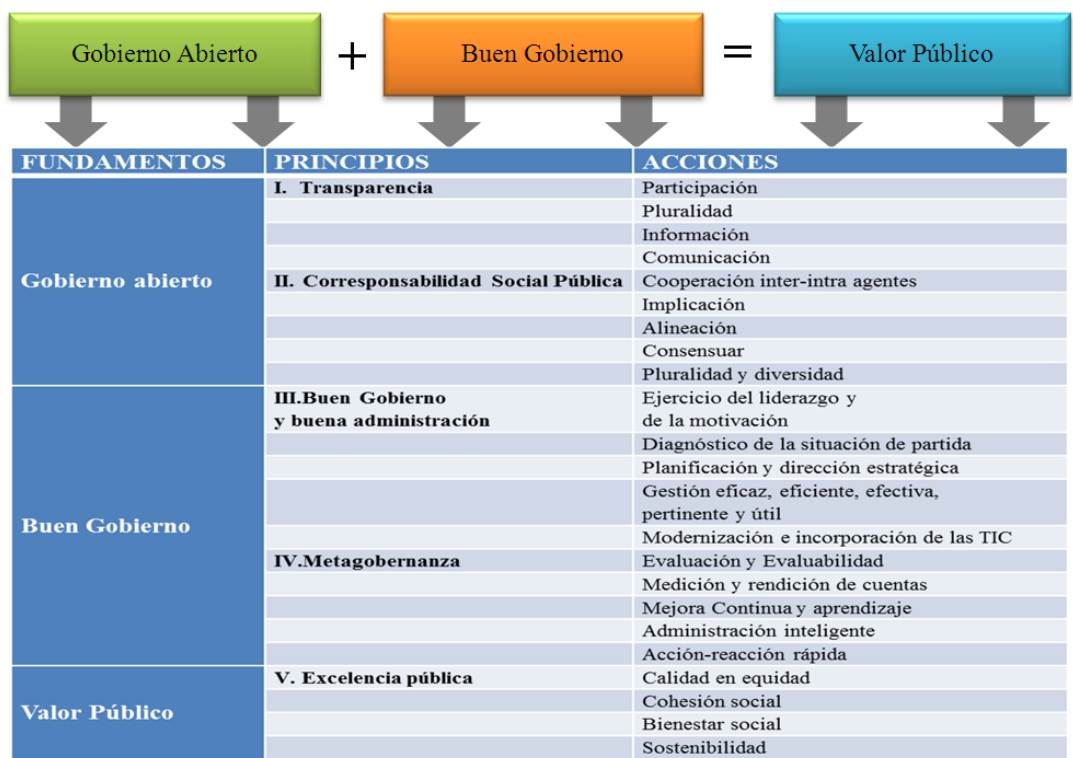 Gobierno Abierto + Buen Gobierno = Valor Público
FUNDAMENTOS PRINCIPIOS ACCIONES
Gobierno abierto
I. Transparencia Participación
Pluralidad
Información
Comunicación
II. Corresponsabilidad Social Pública Cooperación inter-intra agentes
Implicación
Alineación
Consensuar
Pluralidad y diversidad
Buen Gobierno
III.Buen Gobierno Ejercicio del liderazgo y
y buena administración de la motivación
Diagnóstico de la situación de partida
Planificación y dirección estratégica
Gestión eficaz, eficiente, efectiva,
pertinente y útil
Modernización e incorporación de las TIC
IV.Metagobernanza Evaluación y Evaluabilidad
Medición y rendición de cuentas
Mejora Continua y aprendizaje
Administración inteligente
Acción-reacción rápida
Valor Público
V. Excelencia pública Calidad en equidad
Cohesión social
Bienestar social
Sostenibilidad